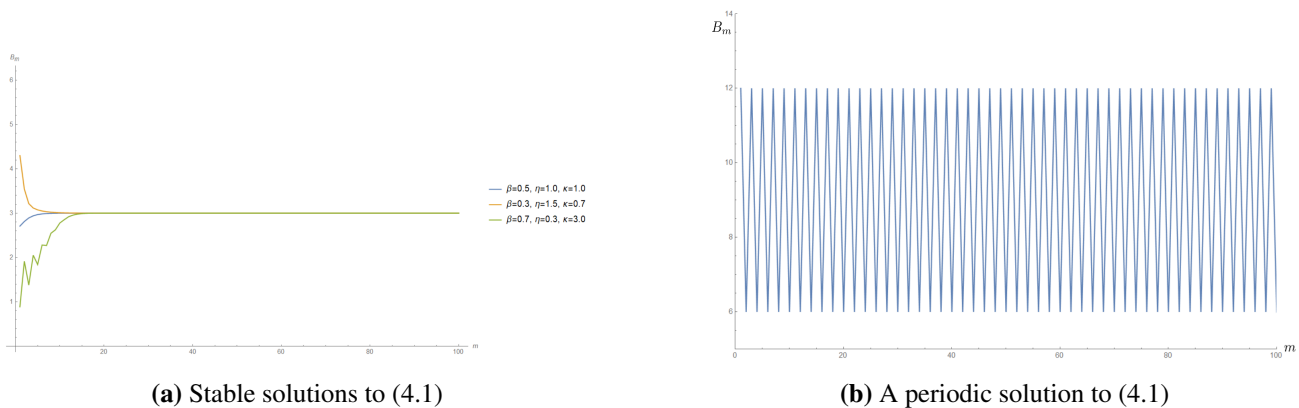 B_m
6
5
4
3
2
1
20
40
60
80
100
m
β=0.5, η=1.0, κ=1.0
β=0.3, η=1.5, κ=0.7
β=0.7, η=0.3, κ=3.0
(a) Stable solutions to (4.1)
B_m
14
12
10
8
6
0
20
40
60
80
100
m
(b) A periodic solution to (4.1)